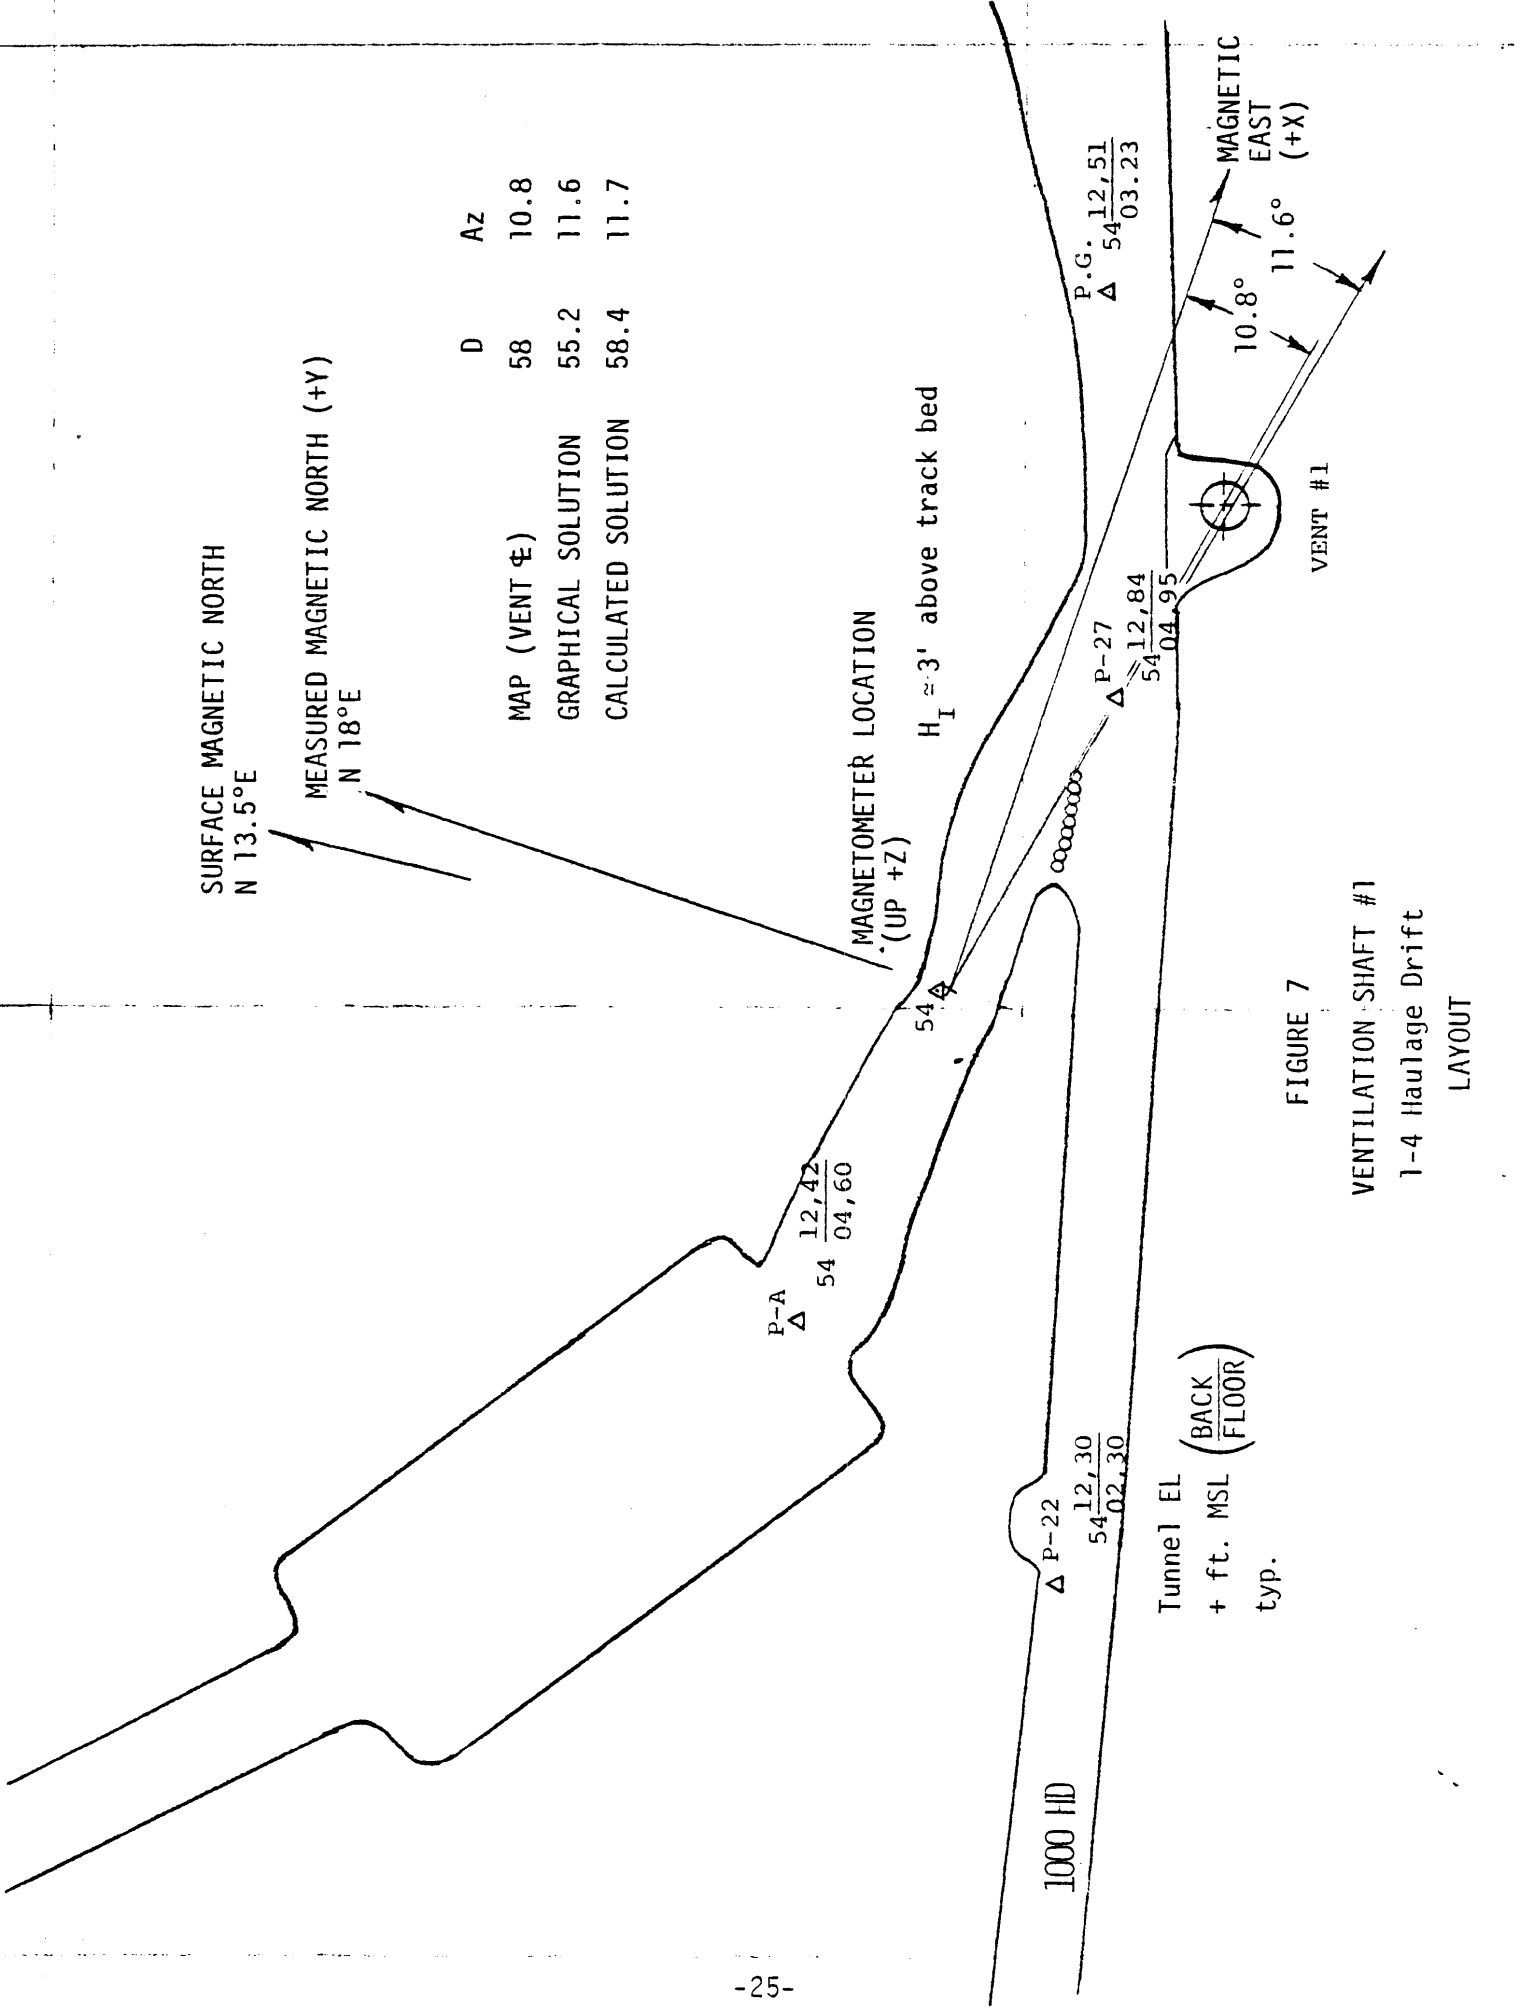 SURFACE MAGNETIC NORTH
N 13.5°E
MEASURED MAGNETIC NORTH (+Y)
N 18°E
D Az
MAP (VENT ℄) 58 10.8
GRAPHICAL SOLUTION 55.2 11.6
CALCULATED SOLUTION 58.4 11.7
MAGNETOMETER LOCATION
(UP +Z)
H_I ≃ 3' above track bed
54
P-A
54 12,42
04,60
P-27
54 12,84
04,95
P.G.
54 12,51
03.23
MAGNETIC
EAST
(+X)
10.8°
11.6°
VENT #1
1000 HD
P-22
54 12,30
02,30
Tunnel EL
+ ft. MSL (BACK
FLOOR)
typ.
FIGURE 7
VENTILATION SHAFT #1
1-4 Haulage Drift
LAYOUT
-25-